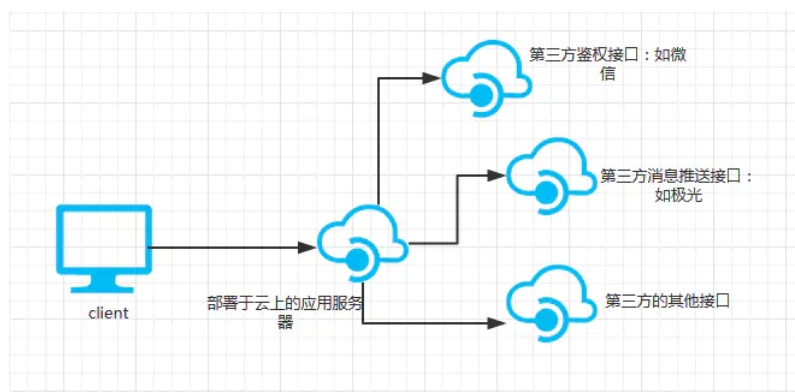 第三方鉴权接口：如微
信
第三方消息推送接口：
如极光
client
部署于云上的应用服务
器
第三方的其他接口